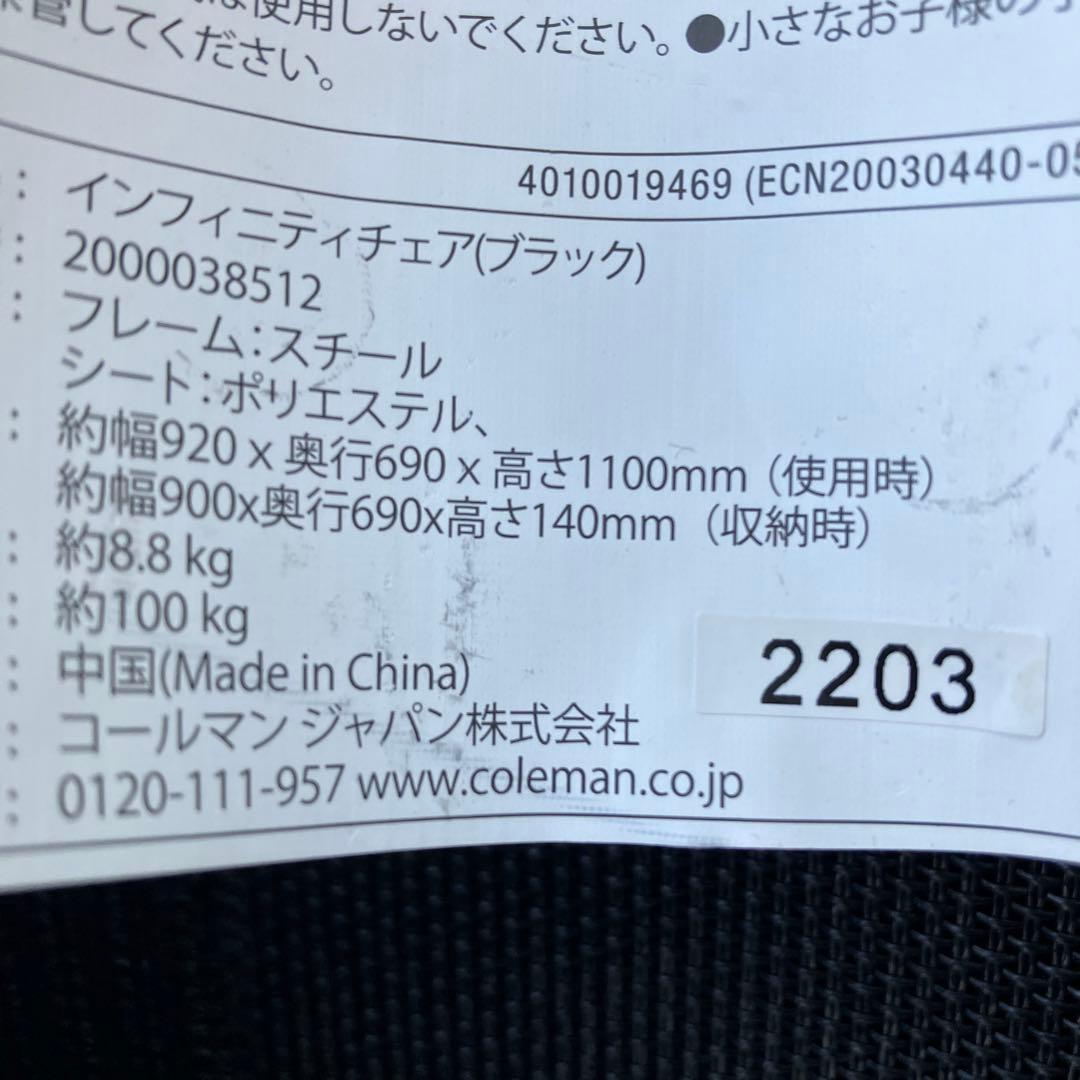 は使用しないでください。●小さなお子様の
管してください。
4010019469 (ECN20030440-05
: インフィニティチェア(ブラック)
: 2000038512
: フレーム:スチール
シート:ポリエステル、
: 約幅920 x 奥行690 x 高さ1100mm(使用時)
約幅900x奥行690x高さ140mm(収納時)
: 約8.8 kg
: 約100 kg
: 中国(Made in China)
2203
: コールマン ジャパン株式会社
: 0120-111-957 www.coleman.co.jp